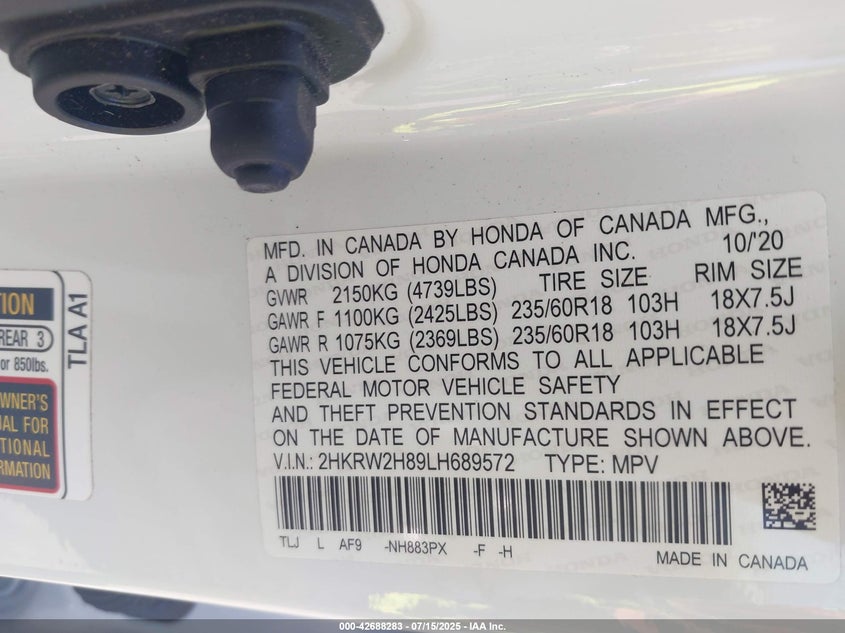 MFD. IN CANADA BY HONDA OF CANADA MFG.,
A DIVISION OF HONDA CANADA INC. 10/'20
GVWR 2150KG (4739LBS) TIRE SIZE RIM SIZE
GAWR F 1100KG (2425LBS) 235/60R18 103H 18X7.5J
GAWR R 1075KG (2369LBS) 235/60R18 103H 18X7.5J
THIS VEHICLE CONFORMS TO ALL APPLICABLE
FEDERAL MOTOR VEHICLE SAFETY
AND THEFT PREVENTION STANDARDS IN EFFECT
ON THE DATE OF MANUFACTURE SHOWN ABOVE.
V.I.N.: 2HKRW2H89LH689572 TYPE: MPV
TLJ L AF9 -NH883PX -F -H
MADE IN CANADA
TION
REAR 3
or 850lbs.
WNER'S
UAL FOR
TIONAL
RMATION
TLA A1
000-42688283 - 07/15/2025 - IAA Inc.